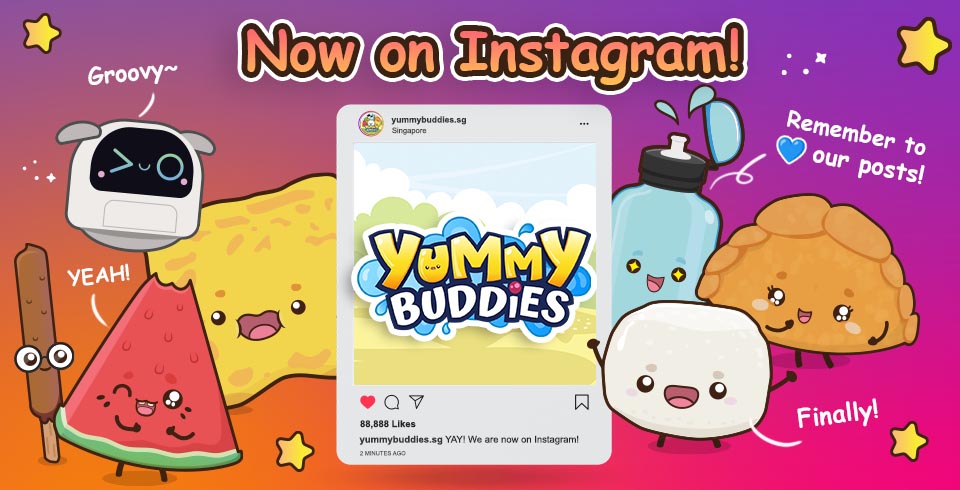 Now on Instagram!
Groovy~
yummybuddies.sg
Singapore
Remember to
💙 our posts!
YEAH!
YUMMY
BUDDiES
88,888 Likes
yummybuddies.sg YAY! We are now on Instagram!
2 MINUTES AGO
Finally!